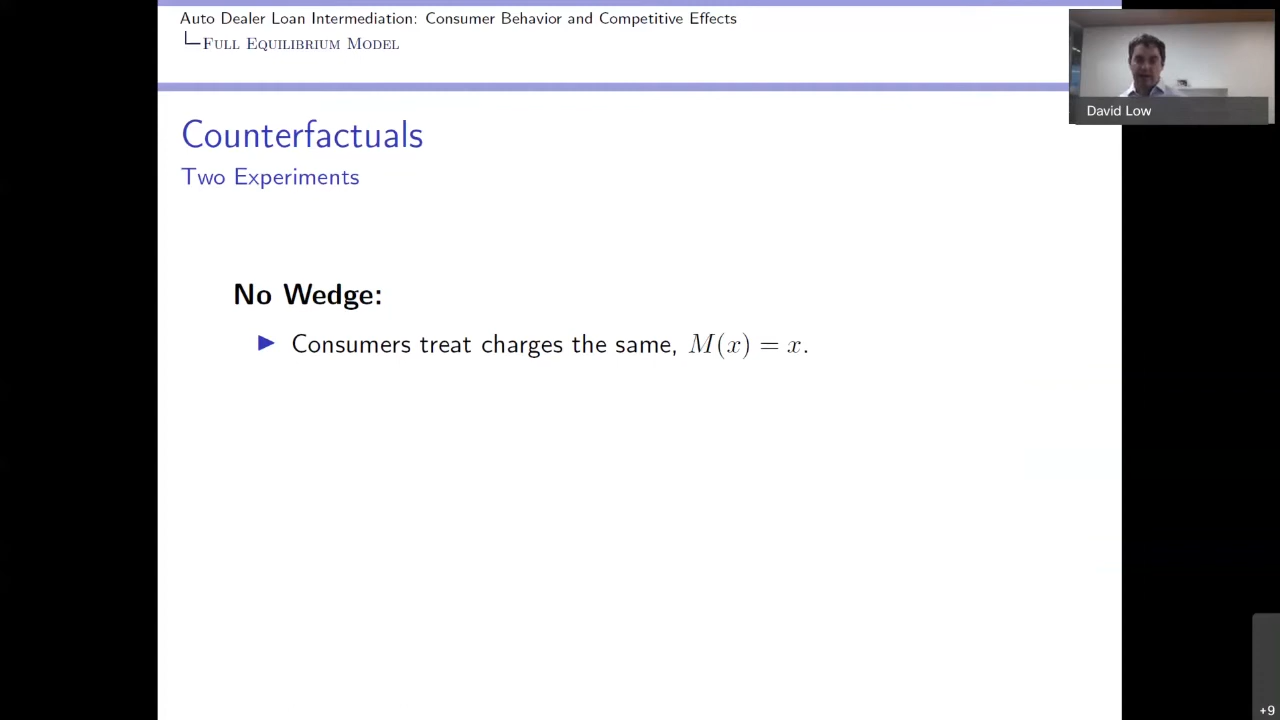 Auto Dealer Loan Intermediation: Consumer Behavior and Competitive Effects
Full Equilibrium Model
David Low
Counterfactuals
Two Experiments
No Wedge:
▶ Consumers treat charges the same, M(x) = x.
+9